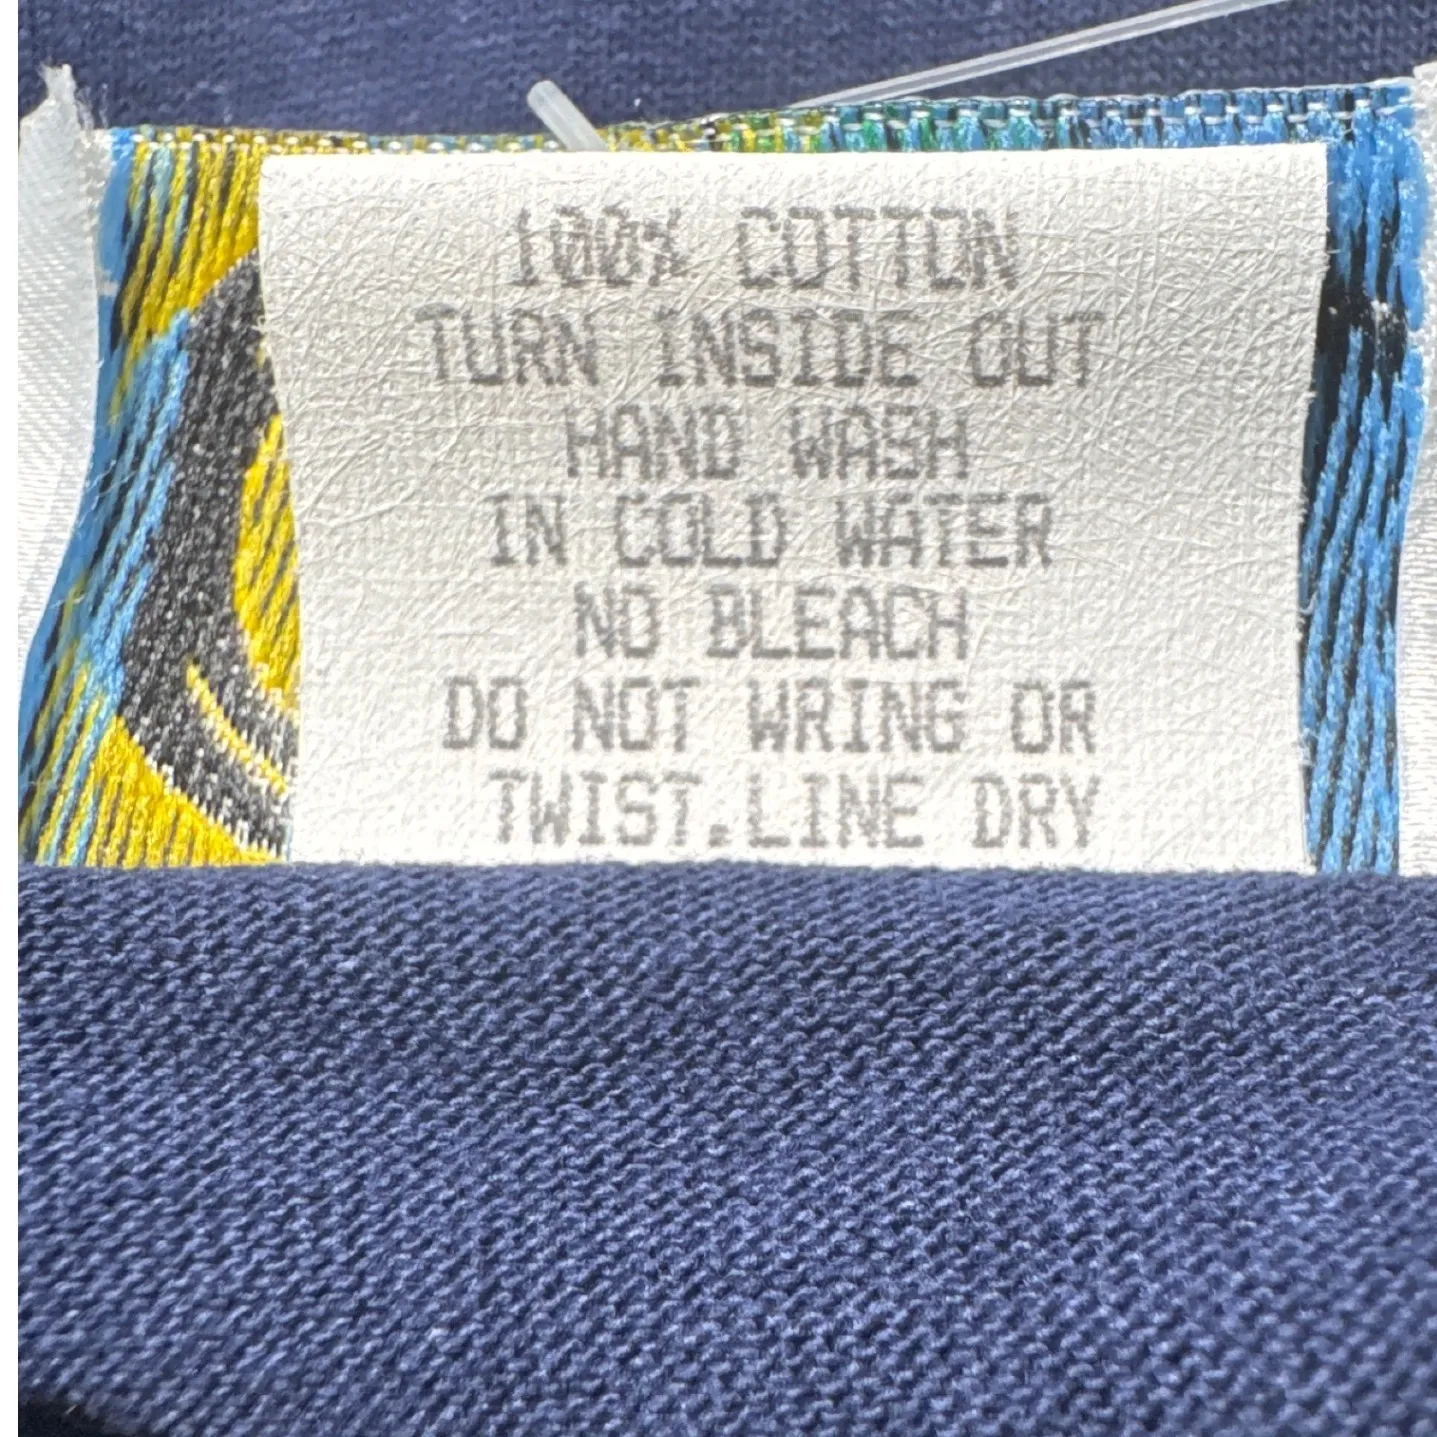 100% COTTON
TURN INSIDE OUT
HAND WASH
IN COLD WATER
NO BLEACH
DO NOT WRING OR
TWIST.LINE DRY